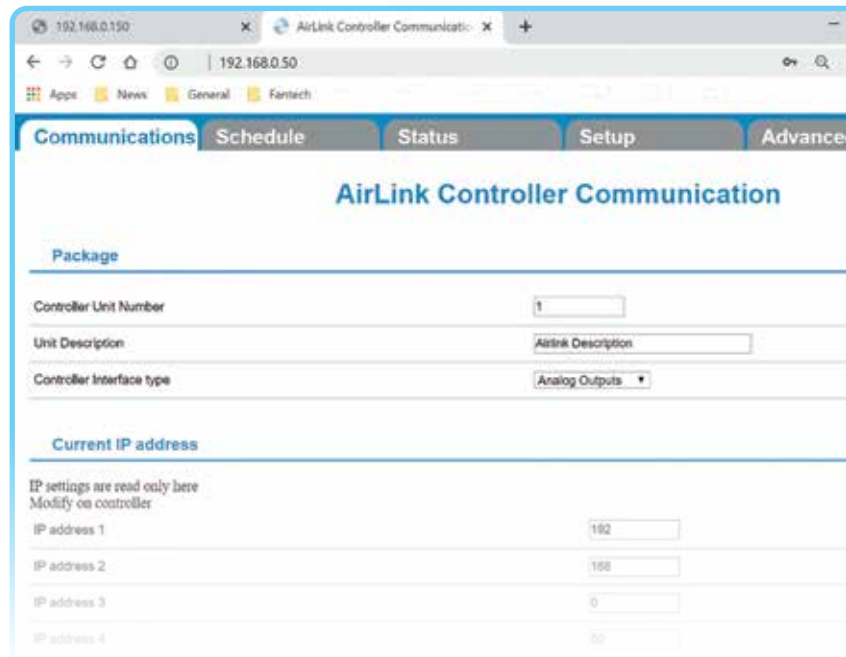 192.168.0.150 AirLink Controller Communicatio
192.168.0.50
Apps News General Fantech
Communications Schedule Status Setup Advance
AirLink Controller Communication
Package
Controller Unit Number 1
Unit Description Airlink Description
Controller Interface type Analog Outputs
Current IP address
IP settings are read only here
Modify on controller
IP address 1 192
IP address 2 168
IP address 3 0
IP address 4 50